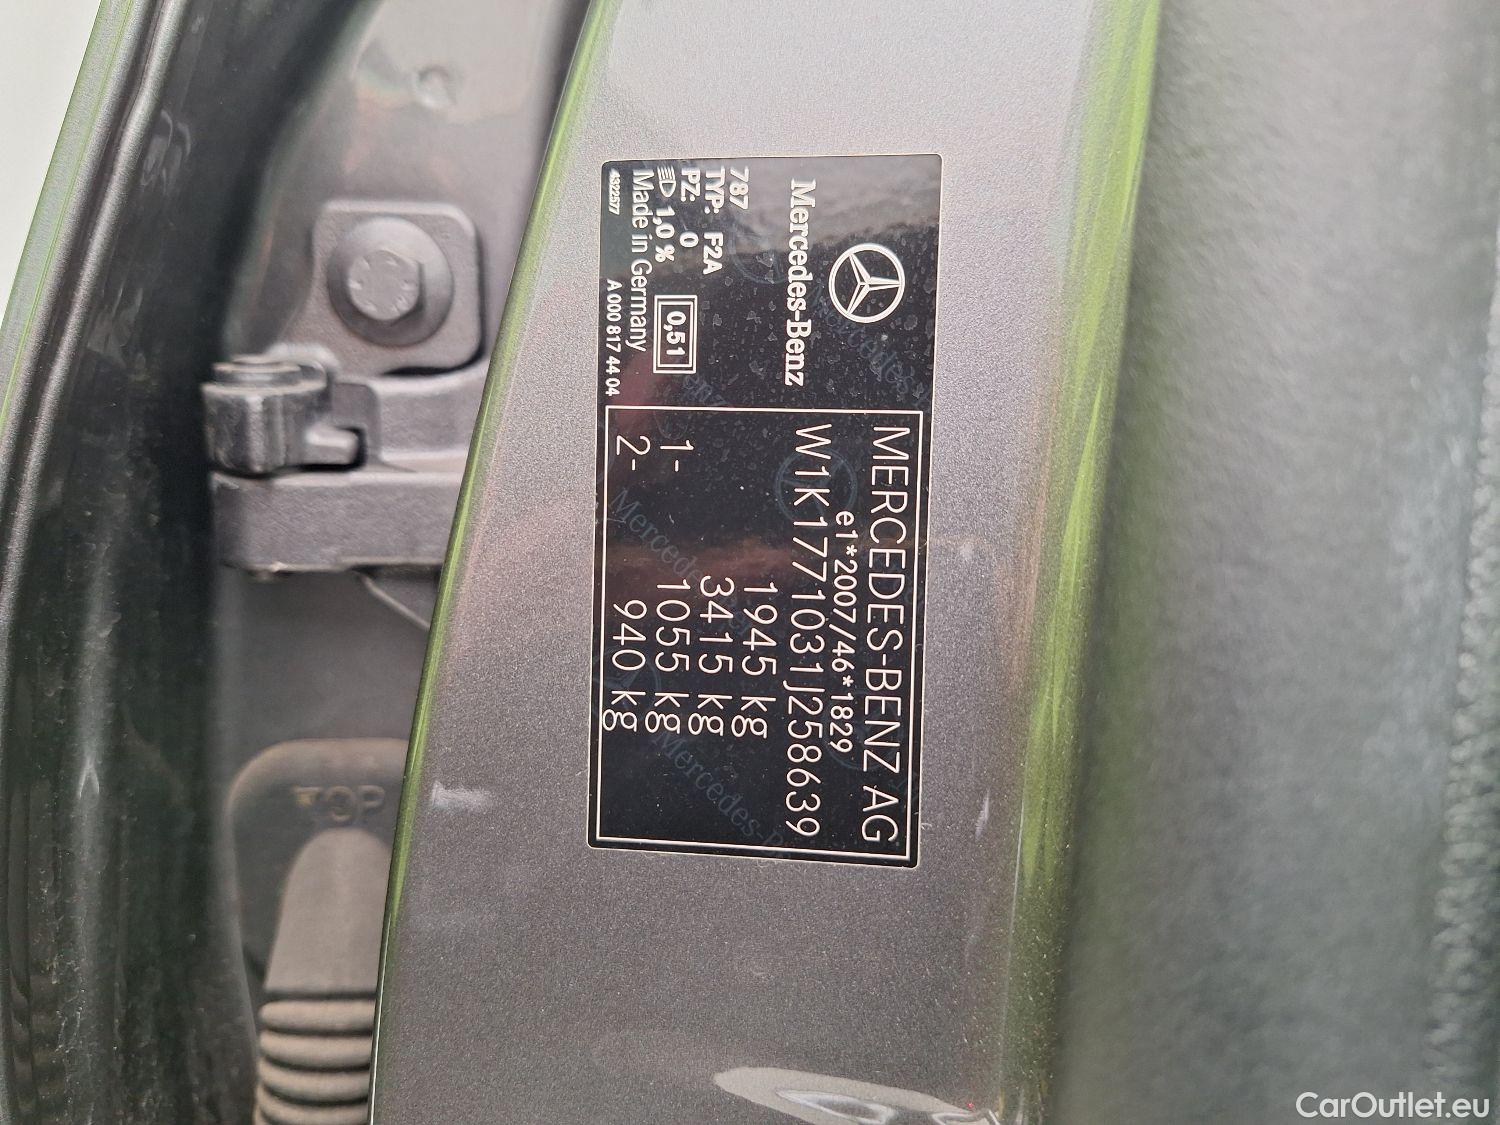 Mercedes-Benz
787
TYP: F2A
PZ: 0
1,0 %
0,51
Made in Germany
4522577
A 000 817 44 04
MERCEDES-BENZ AG
e1*2007/46*1829
W1K1771031J258639
1945 kg
3415 kg
1- 1055 kg
2- 940 kg
TOP
CarOutlet.eu